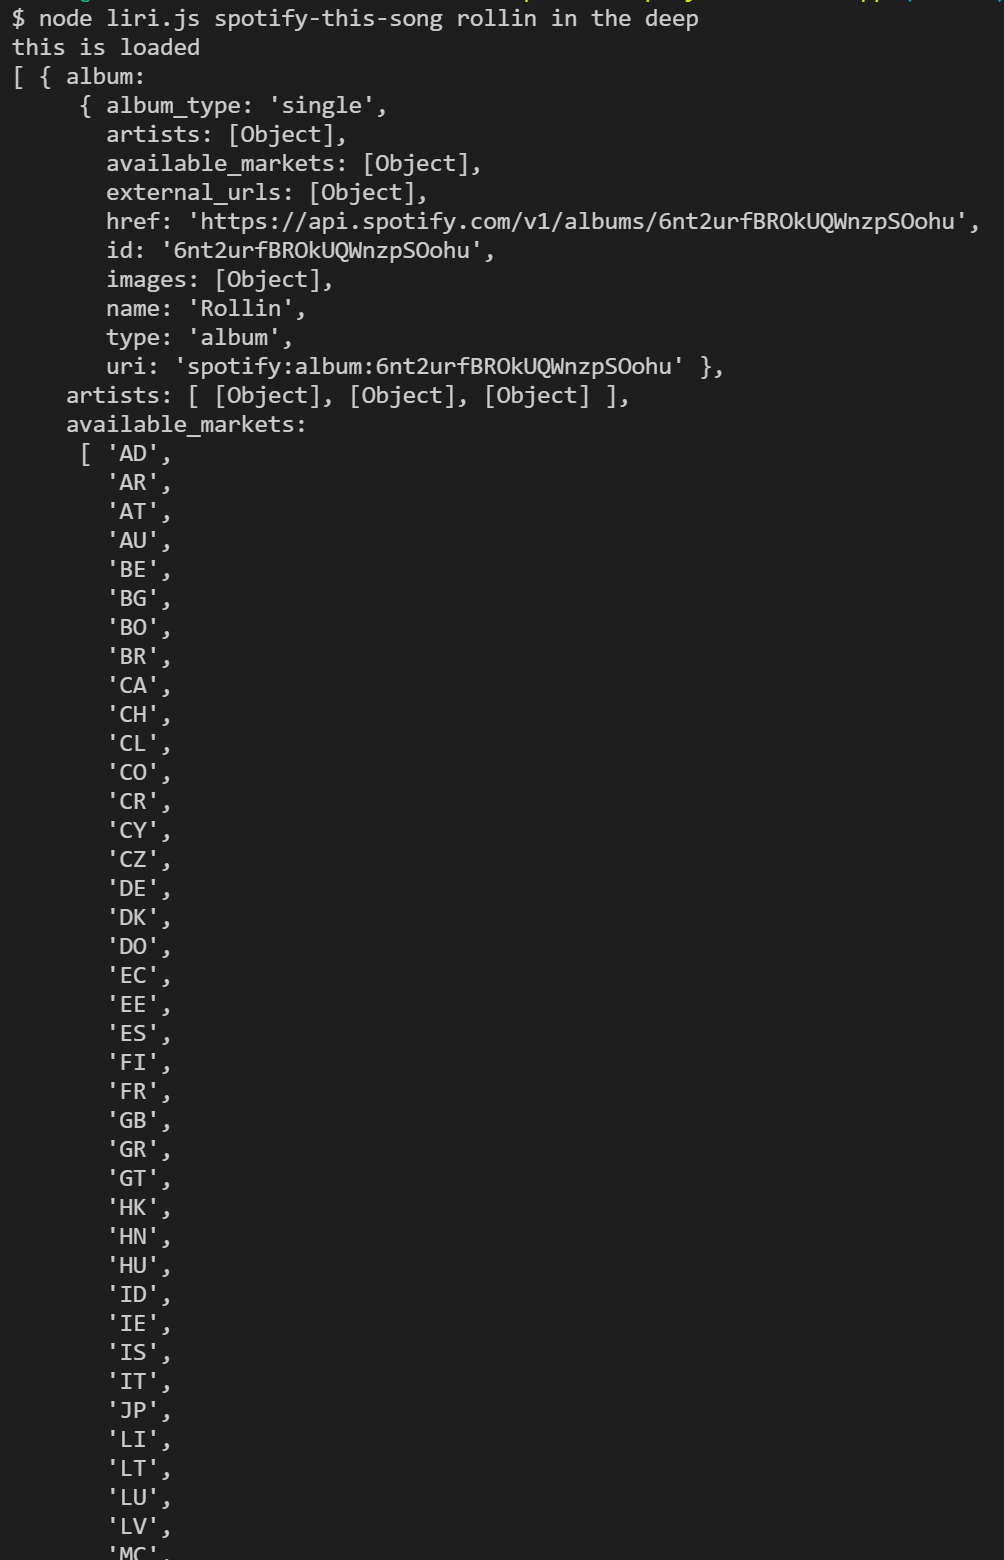 $ node liri.js spotify-this-song rollin in the deep
this is loaded
[ { album:
{ album_type: 'single',
artists: [Object],
available_markets: [Object],
external_urls: [Object],
href: 'https://api.spotify.com/v1/albums/6nt2urfBROkUQWnzpSOohu',
id: '6nt2urfBROkUQWnzpSOohu',
images: [Object],
name: 'Rollin',
type: 'album',
uri: 'spotify:album:6nt2urfBROkUQWnzpSOohu' },
artists: [ [Object], [Object], [Object] ],
available_markets:
[ 'AD',
'AR',
'AT',
'AU',
'BE',
'BG',
'BO',
'BR',
'CA',
'CH',
'CL',
'CO',
'CR',
'CY',
'CZ',
'DE',
'DK',
'DO',
'EC',
'EE',
'ES',
'FI',
'FR',
'GB',
'GR',
'GT',
'HK',
'HN',
'HU',
'ID',
'IE',
'IS',
'IT',
'JP',
'LI',
'LT',
'LU',
'LV',
'MC',